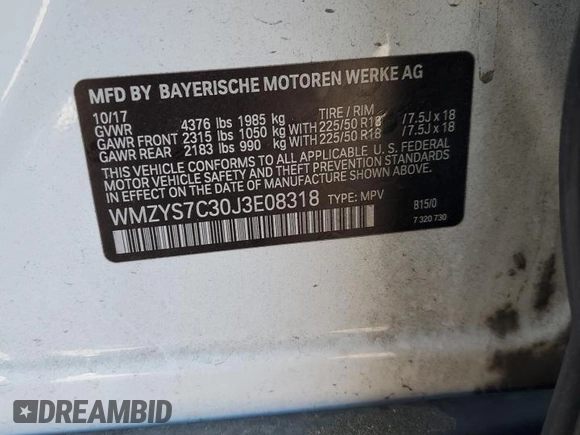 MFD BY BAYERISCHE MOTOREN WERKE AG
10/17 TIRE / RIM
GVWR 4376 lbs 1985 kg
GAWR FRONT 2315 lbs 1050 kg WITH 225/50 R18 /7.5J x 18
GAWR REAR 2183 lbs 990 kg WITH 225/50 R18 /7.5J x 18
THIS VEHICLE CONFORMS TO ALL APPLICABLE U. S. FEDERAL
MOTOR VEHICLE SAFETY AND THEFT PREVENTION STANDARDS
IN EFFECT ON THE DATE OF MANUFACTURE SHOWN ABOVE.
WMZYS7C30J3E08318 TYPE: MPV B15/0
7 320 730
DREAMBID